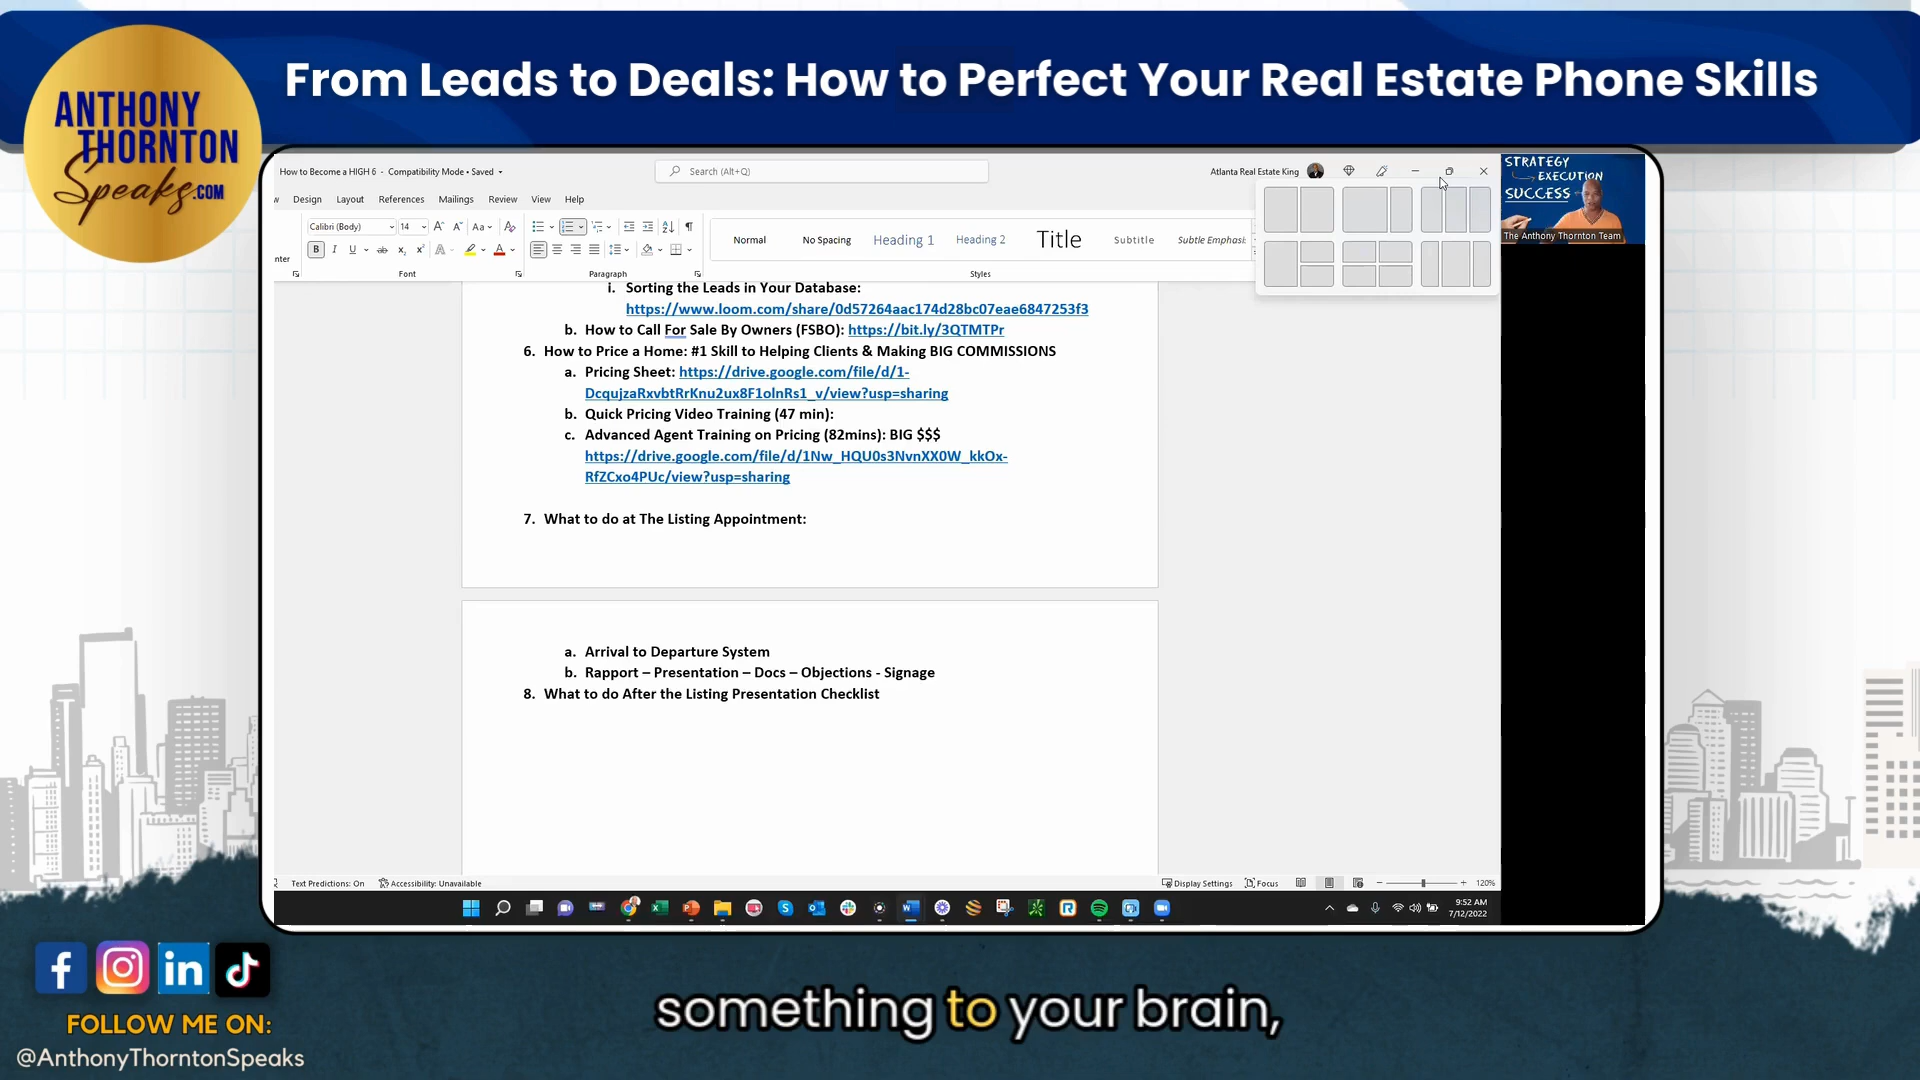 From Leads to Deals: How to Perfect Your Real Estate Phone Skills
ANTHONY
THORNTON
Speaks.COM
How to Become a HIGH 6 - Compatibility Mode • Saved
Search (Alt+Q)
Atlanta Real Estate King
Design Layout References Mailings Review View Help
Calibri (Body) 14 Aa
Normal No Spacing Heading 1 Heading 2 Title Subtitle Subtle Emphasi
nter
Font Paragraph Styles
STRATEGY
EXECUTION
SUCCESS
The Anthony Thornton Team
i. Sorting the Leads in Your Database:
https://www.loom.com/share/0d57264aac174d28bc07eae6847253f3
b. How to Call For Sale By Owners (FSBO): https://bit.ly/3QTMTPr
6. How to Price a Home: #1 Skill to Helping Clients & Making BIG COMMISSIONS
a. Pricing Sheet: https://drive.google.com/file/d/1-
DcqujzaRxvbtRrKnu2ux8F1olnRs1_v/view?usp=sharing
b. Quick Pricing Video Training (47 min):
c. Advanced Agent Training on Pricing (82mins): BIG $$$
https://drive.google.com/file/d/1Nw_HQU0s3NvnXX0W_kkOx-
RfZCxo4PUc/view?usp=sharing
7. What to do at The Listing Appointment:
a. Arrival to Departure System
b. Rapport – Presentation – Docs – Objections - Signage
8. What to do After the Listing Presentation Checklist
Text Predictions: On Accessibility: Unavailable
Display Settings Focus 120%
9:52 AM
7/12/2022
FOLLOW ME ON:
@AnthonyThorntonSpeaks
something to your brain,